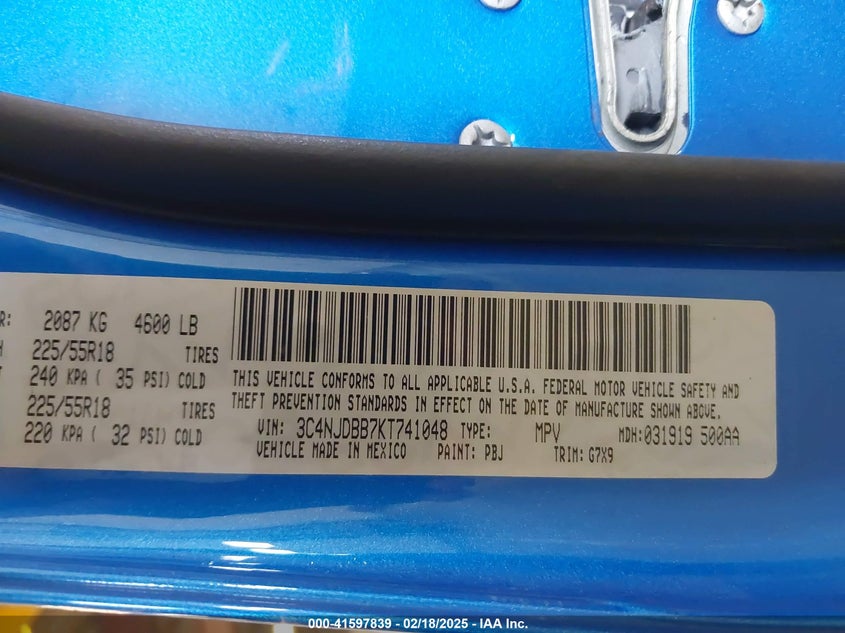 R: 2087 KG 4600 LB
225/55R18 TIRES
240 KPA ( 35 PSI) COLD
225/55R18 TIRES
220 KPA ( 32 PSI) COLD
THIS VEHICLE CONFORMS TO ALL APPLICABLE U.S.A. FEDERAL MOTOR VEHICLE SAFETY AND
THEFT PREVENTION STANDARDS IN EFFECT ON THE DATE OF MANUFACTURE SHOWN ABOVE.
VIN: 3C4NJDBB7KT741048 TYPE: MPV MDH:031919 500AA
VEHICLE MADE IN MEXICO PAINT: PBJ TRIM: G7X9
000-41597839 - 02/18/2025 - IAA Inc.